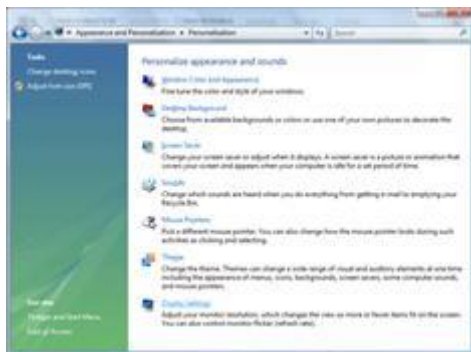 Appearance and Personalization ▸ Personalization
Search
Tasks
Change desktop icons
Adjust font size (DPI)
Personalize appearance and sounds
Window Color and Appearance
Fine tune the color and style of your windows.
Desktop Background
Choose from available backgrounds or colors or use one of your own pictures to decorate the
desktop.
Screen Saver
Change your screen saver or adjust when it displays. A screen saver is a picture or animation that
covers your screen and appears when your computer is idle for a set period of time.
Sounds
Change which sounds are heard when you do everything from getting e-mail to emptying your
Recycle Bin.
Mouse Pointers
Pick a different mouse pointer. You can also change how the mouse pointer looks during such
activities as clicking and selecting.
Theme
Change the theme. Themes can change a wide range of visual and auditory elements at one time
including the appearance of menus, icons, backgrounds, screen savers, some computer sounds,
and mouse pointers.
Display Settings
Adjust your monitor resolution, which changes the view so more or fewer items fit on the screen.
You can also control monitor flicker (refresh rate).
See also
Taskbar and Start Menu
Ease of Access